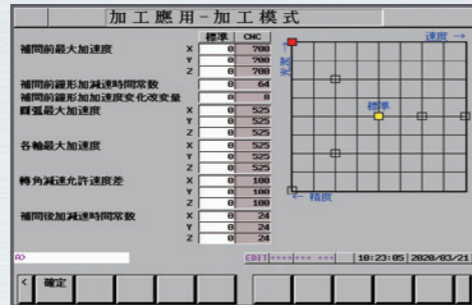 加工應用-加工模式
標準 CNC
補間前最大加速度 X 0 700
Y 0 700
Z 0 700
補間前鐘形加減速時間常數 0 64
補間前鐘形加加速度変化改変量 0 0
圓弧最大加速度 X 0 525
Y 0 525
Z 0 525
各軸最大加速度 X 0 525
Y 0 525
Z 0 525
轉角減速允許速度差 X 0 100
Y 0 100
Z 0 100
補間後加減速時間常數 X 0 24
Y 0 24
Z 0 24
速度 →
光滑
標準
← 精度
A>
EDIT **** *** *** 10:23:05 2020/03/21
< 確定